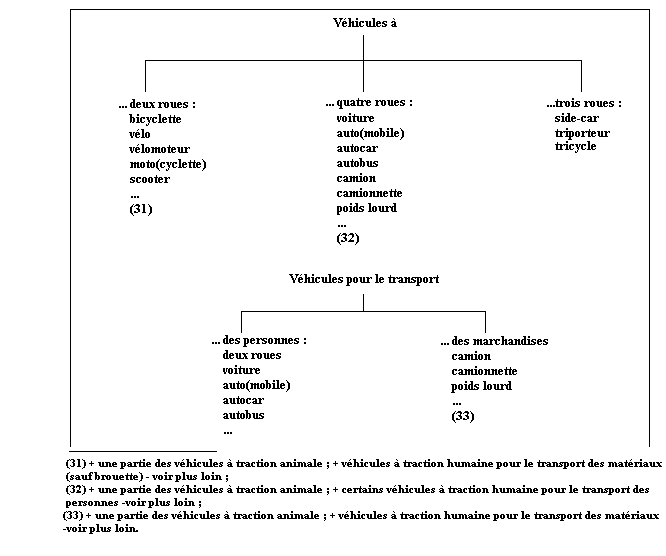 Véhicules à
... deux roues :
bicyclette
vélo
vélomoteur
moto(cyclette)
scooter
...
(31)
... quatre roues :
voiture
auto(mobile)
autocar
autobus
camion
camionnette
poids lourd
...
(32)
...trois roues :
side-car
triporteur
tricycle
Véhicules pour le transport
... des personnes :
deux roues
voiture
auto(mobile)
autocar
autobus
...
... des marchandises
camion
camionnette
poids lourd
...
(33)
(31) + une partie des véhicules à traction animale ; + véhicules à traction humaine pour le transport des matériaux
(sauf brouette) - voir plus loin ;
(32) + une partie des véhicules à traction animale ; + certains véhicules à traction humaine pour le transport des
personnes -voir plus loin ;
(33) + une partie des véhicules à traction animale ; + véhicules à traction humaine pour le transport des matériaux
-voir plus loin.